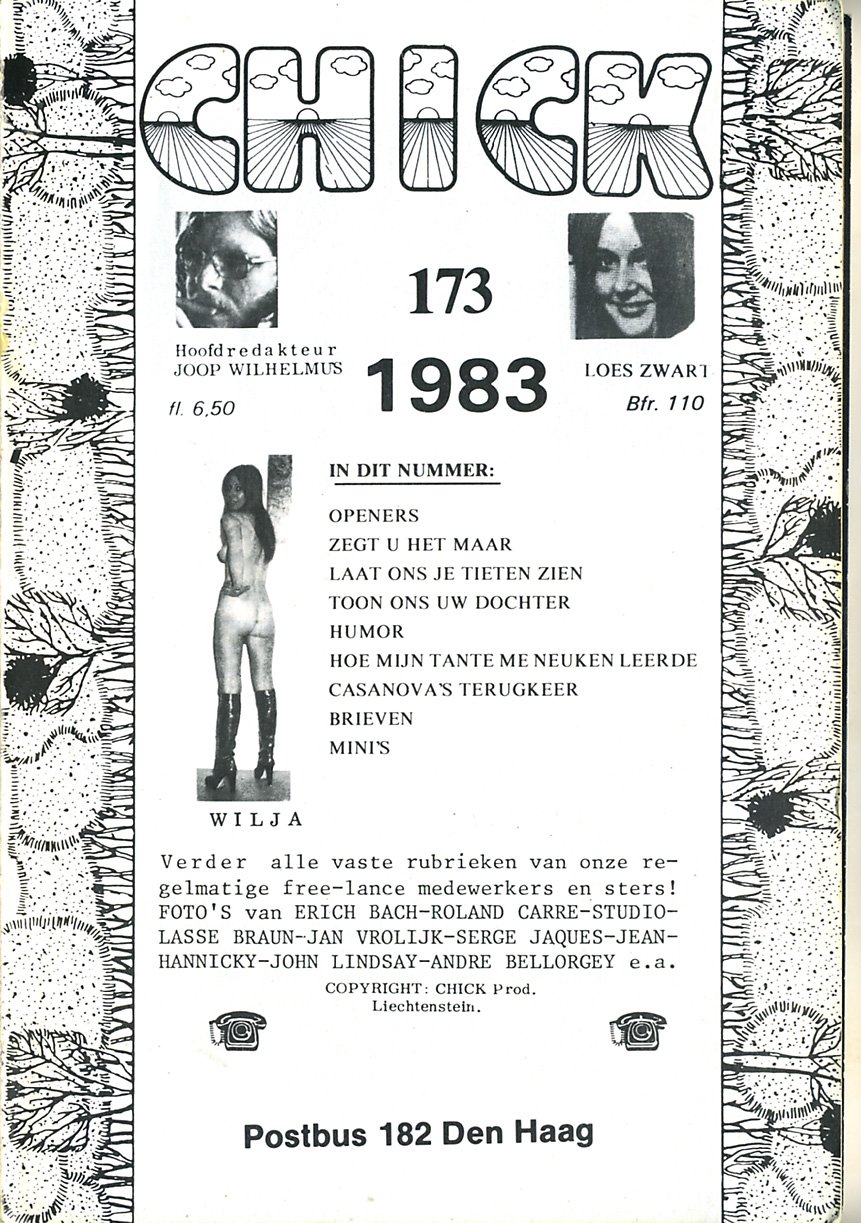 CHICK
173
1983
Hoofdredakteur
JOOP WILHELMUS
fl. 6,50
LOES ZWART
Bfr. 110
IN DIT NUMMER:
OPENERS
ZEGT U HET MAAR
LAAT ONS JE TIETEN ZIEN
TOON ONS UW DOCHTER
HUMOR
HOE MIJN TANTE ME NEUKEN LEERDE
CASANOVA'S TERUGKEER
BRIEVEN
MINI'S
WILJA
Verder alle vaste rubrieken van onze re-
gelmatige free-lance medewerkers en sters!
FOTO'S van ERICH BACH-ROLAND CARRE-STUDIO-
LASSE BRAUN-JAN VROLIJK-SERGE JAQUES-JEAN-
HANNICKY-JOHN LINDSAY-ANDRE BELLORGEY e.a.
COPYRIGHT: CHICK Prod.
Liechtenstein.
Postbus 182 Den Haag